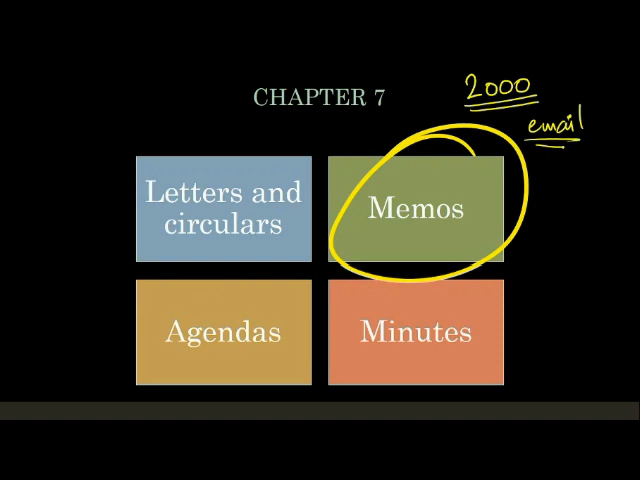 CHAPTER 7
2000
email
Letters and
circulars
Memos
Agendas
Minutes